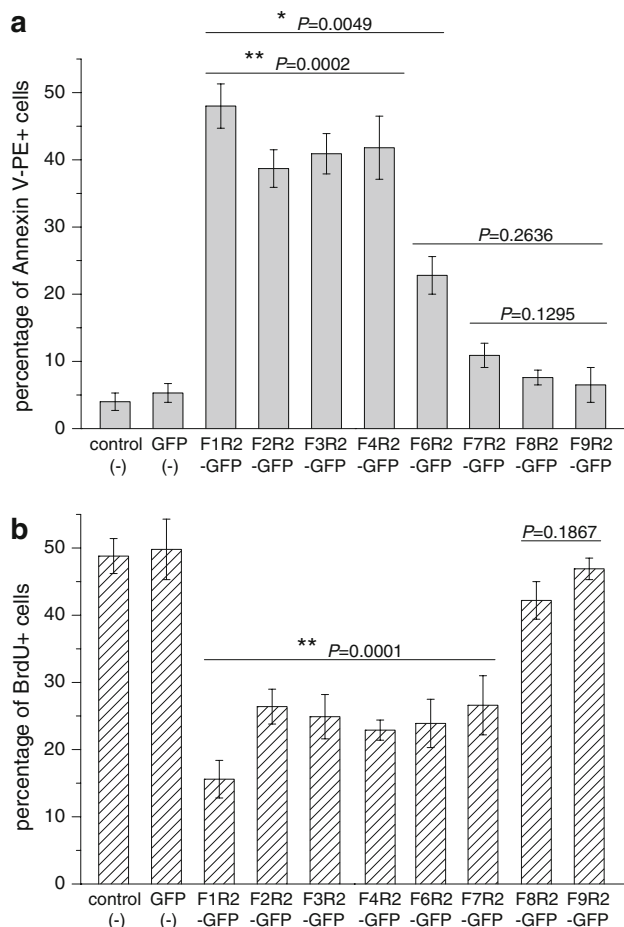 a
* P=0.0049
** P=0.0002
50
40
30
20
10
0
percentage of Annexin V-PE+ cells
P=0.2636
P=0.1295
control GFP F1R2 F2R2 F3R2 F4R2 F6R2 F7R2 F8R2 F9R2
(-) (-) -GFP -GFP -GFP -GFP -GFP -GFP -GFP -GFP
b
P=0.1867
** P=0.0001
50
40
30
20
10
0
percentage of BrdU+ cells
control GFP F1R2 F2R2 F3R2 F4R2 F6R2 F7R2 F8R2 F9R2
(-) (-) -GFP -GFP -GFP -GFP -GFP -GFP -GFP -GFP